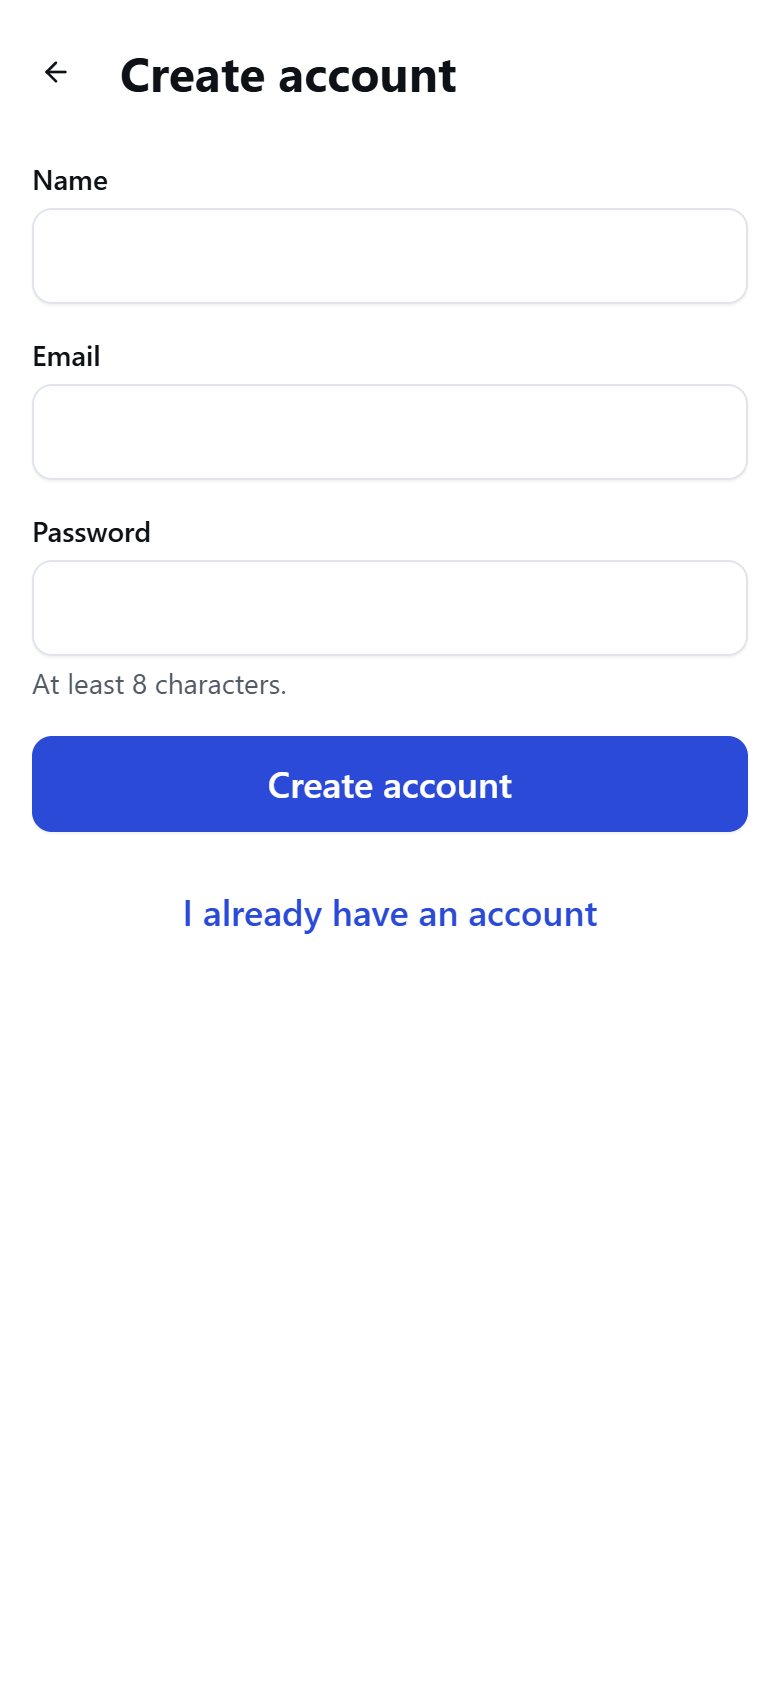 Create account
Name
Email
Password
At least 8 characters.
Create account
I already have an account